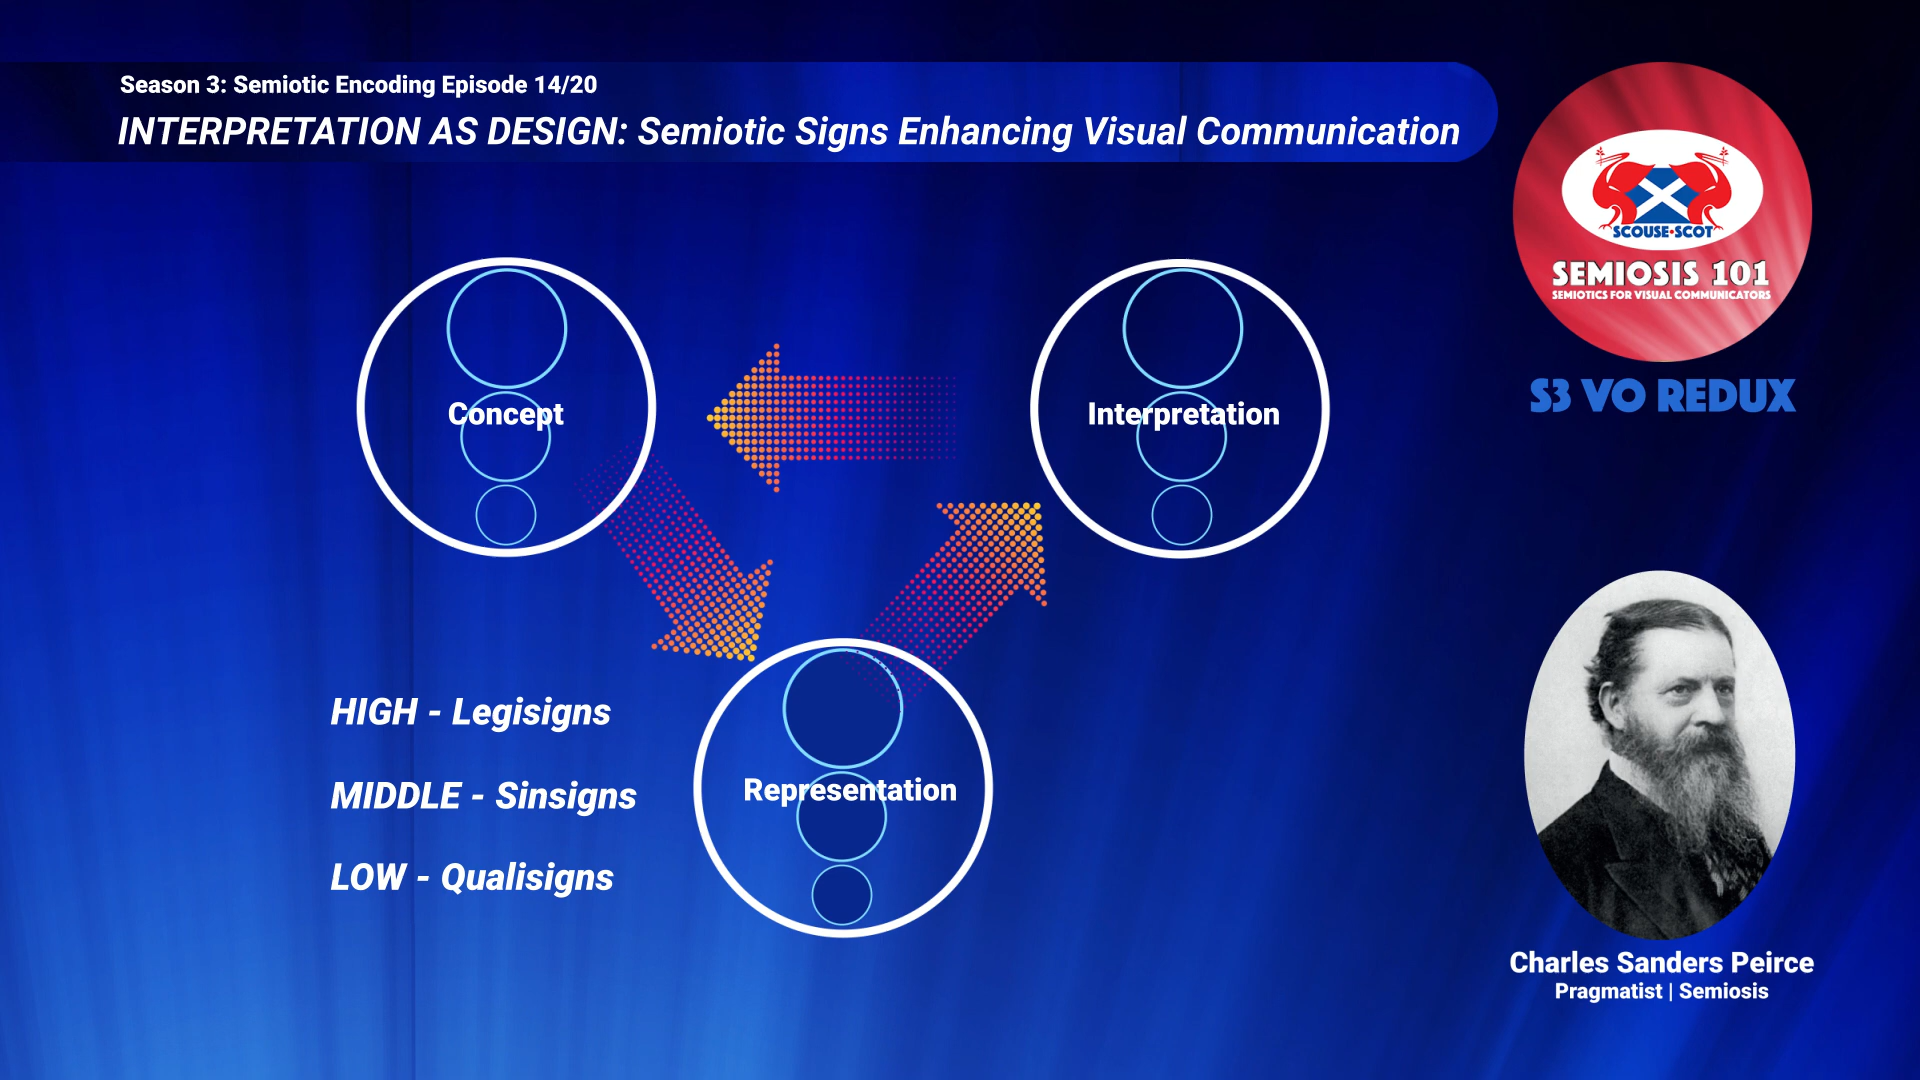 Season 3: Semiotic Encoding Episode 14/20
INTERPRETATION AS DESIGN: Semiotic Signs Enhancing Visual Communication
SCOUSE•SCOT
SEMIOSIS 101
SEMIOTICS FOR VISUAL COMMUNICATORS
S3 VO REDUX
Concept
Interpretation
Representation
HIGH - Legisigns
MIDDLE - Sinsigns
LOW - Qualisigns
Charles Sanders Peirce
Pragmatist | Semiosis